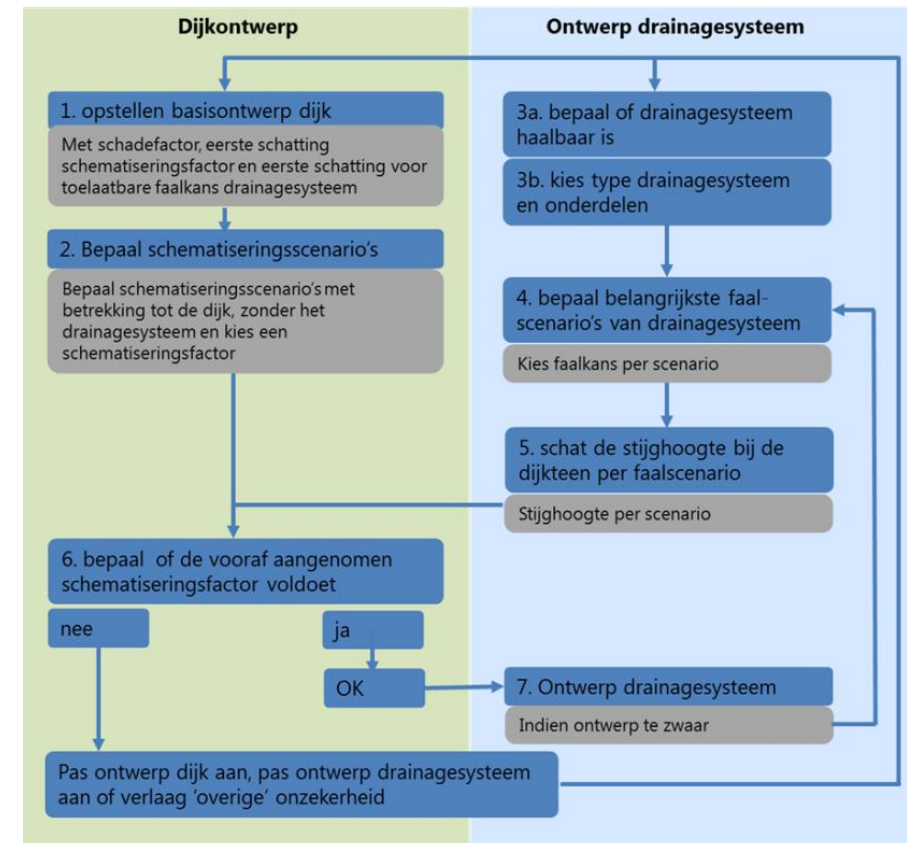 Dijkontwerp
1. opstellen basisontwerp dijk
Met schadefactor, eerste schatting
schematiseringsfactor en eerste schatting voor
toelaatbare faalkans drainagesysteem
2. Bepaal schematiseringsscenario's
Bepaal schematiseringsscenario's met
betrekking tot de dijk, zonder het
drainagesysteem en kies een
schematiseringsfactor
Ontwerp drainagesysteem
3a. bepaal of drainagesysteem
haalbaar is
3b. kies type drainagesysteem
en onderdelen
4. bepaal belangrijkste faal-
scenario's van drainagesysteem
Kies faalkans per scenario
5. schat de stijghoogte bij de
dijkteen per faalscenario
Stijghoogte per scenario
6. bepaal of de vooraf aangenomen
schematiseringsfactor voldoet
nee
ja
OK
7. Ontwerp drainagesysteem
Indien ontwerp te zwaar
Pas ontwerp dijk aan, pas ontwerp drainagesysteem
aan of verlaag 'overige' onzekerheid